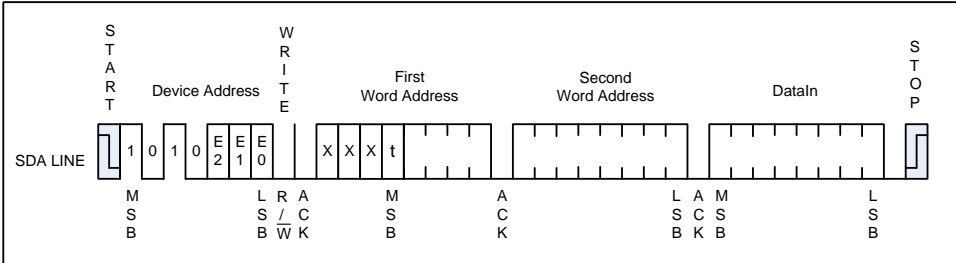 START
WRITE
STOP
Device Address
First
Word Address
Second
Word Address
DataIn
SDA LINE
1 0 1 0 E2 E1 E0 X X X t
MSB
LSB
R/W
ACK
MSB
ACK
LSB
ACK
MSB
LSB